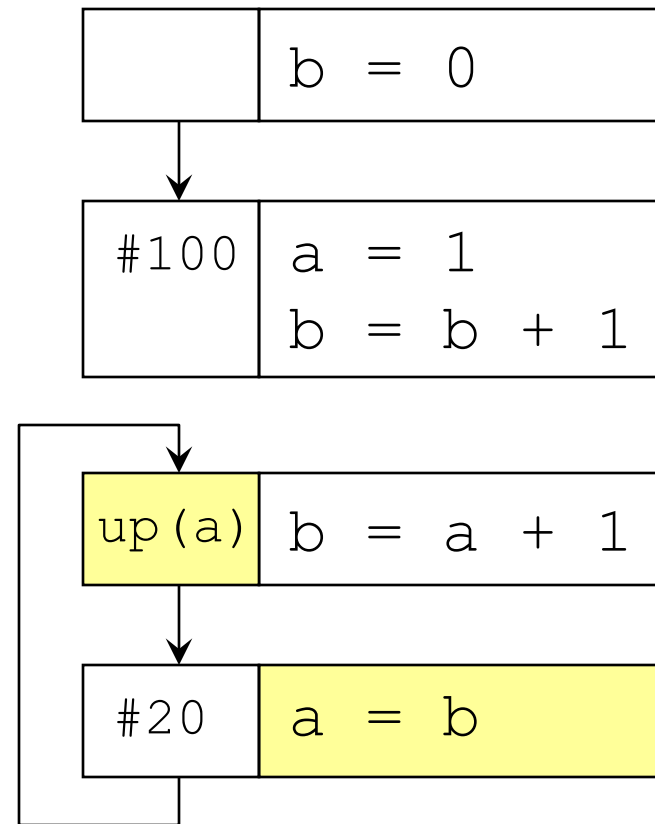 b = 0
#100
a = 1
b = b + 1
up(a)
b = a + 1
#20
a = b